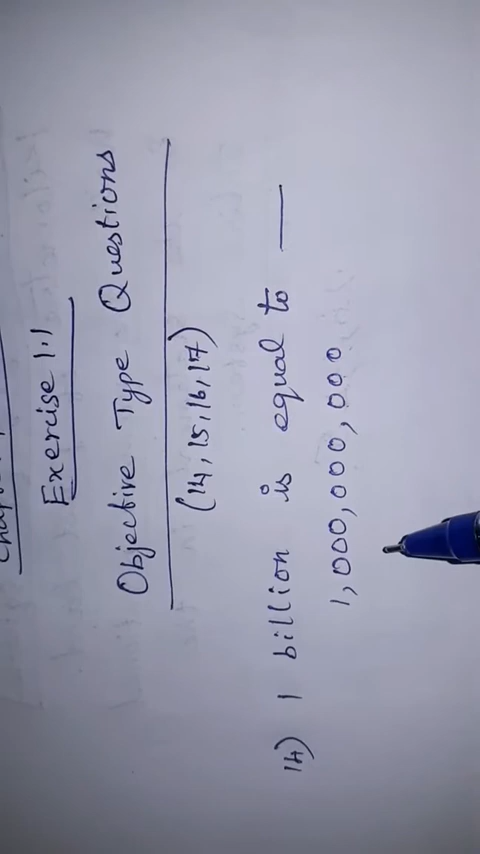 Exercise 1.1
Objective Type Questions
(14, 15, 16, 17)
14) 1 billion is equal to —
1,000,000,000